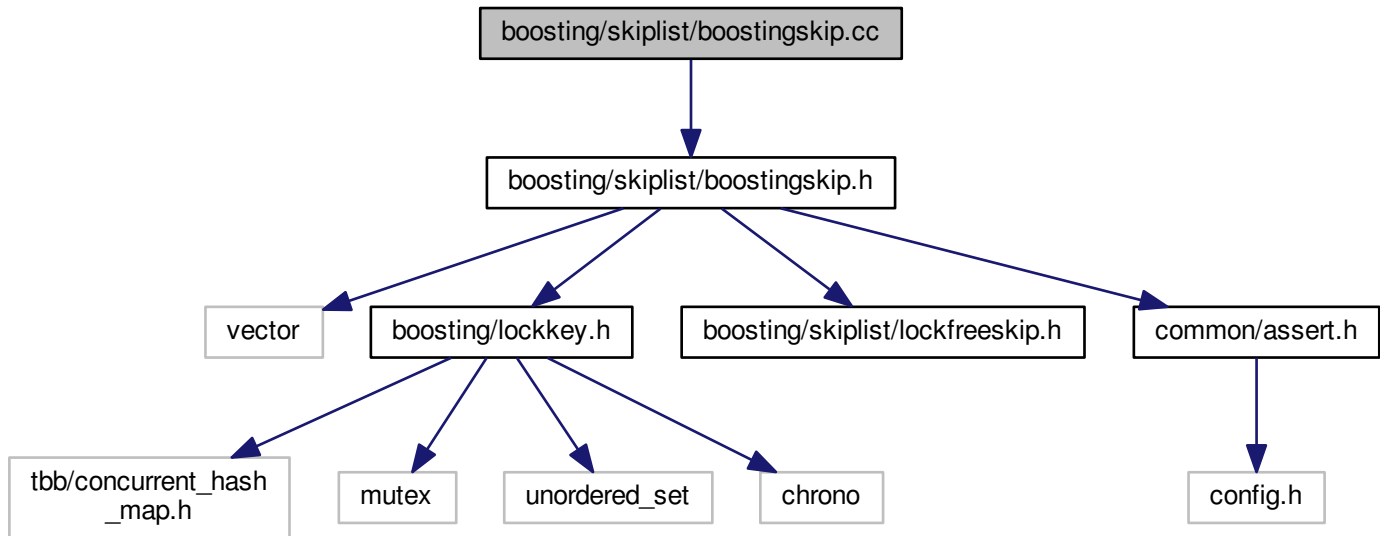 boosting/skiplist/boostingskip.cc
boosting/skiplist/boostingskip.h
vector
boosting/lockkey.h
boosting/skiplist/lockfreeskip.h
common/assert.h
tbb/concurrent_hash
_map.h
mutex
unordered_set
chrono
config.h